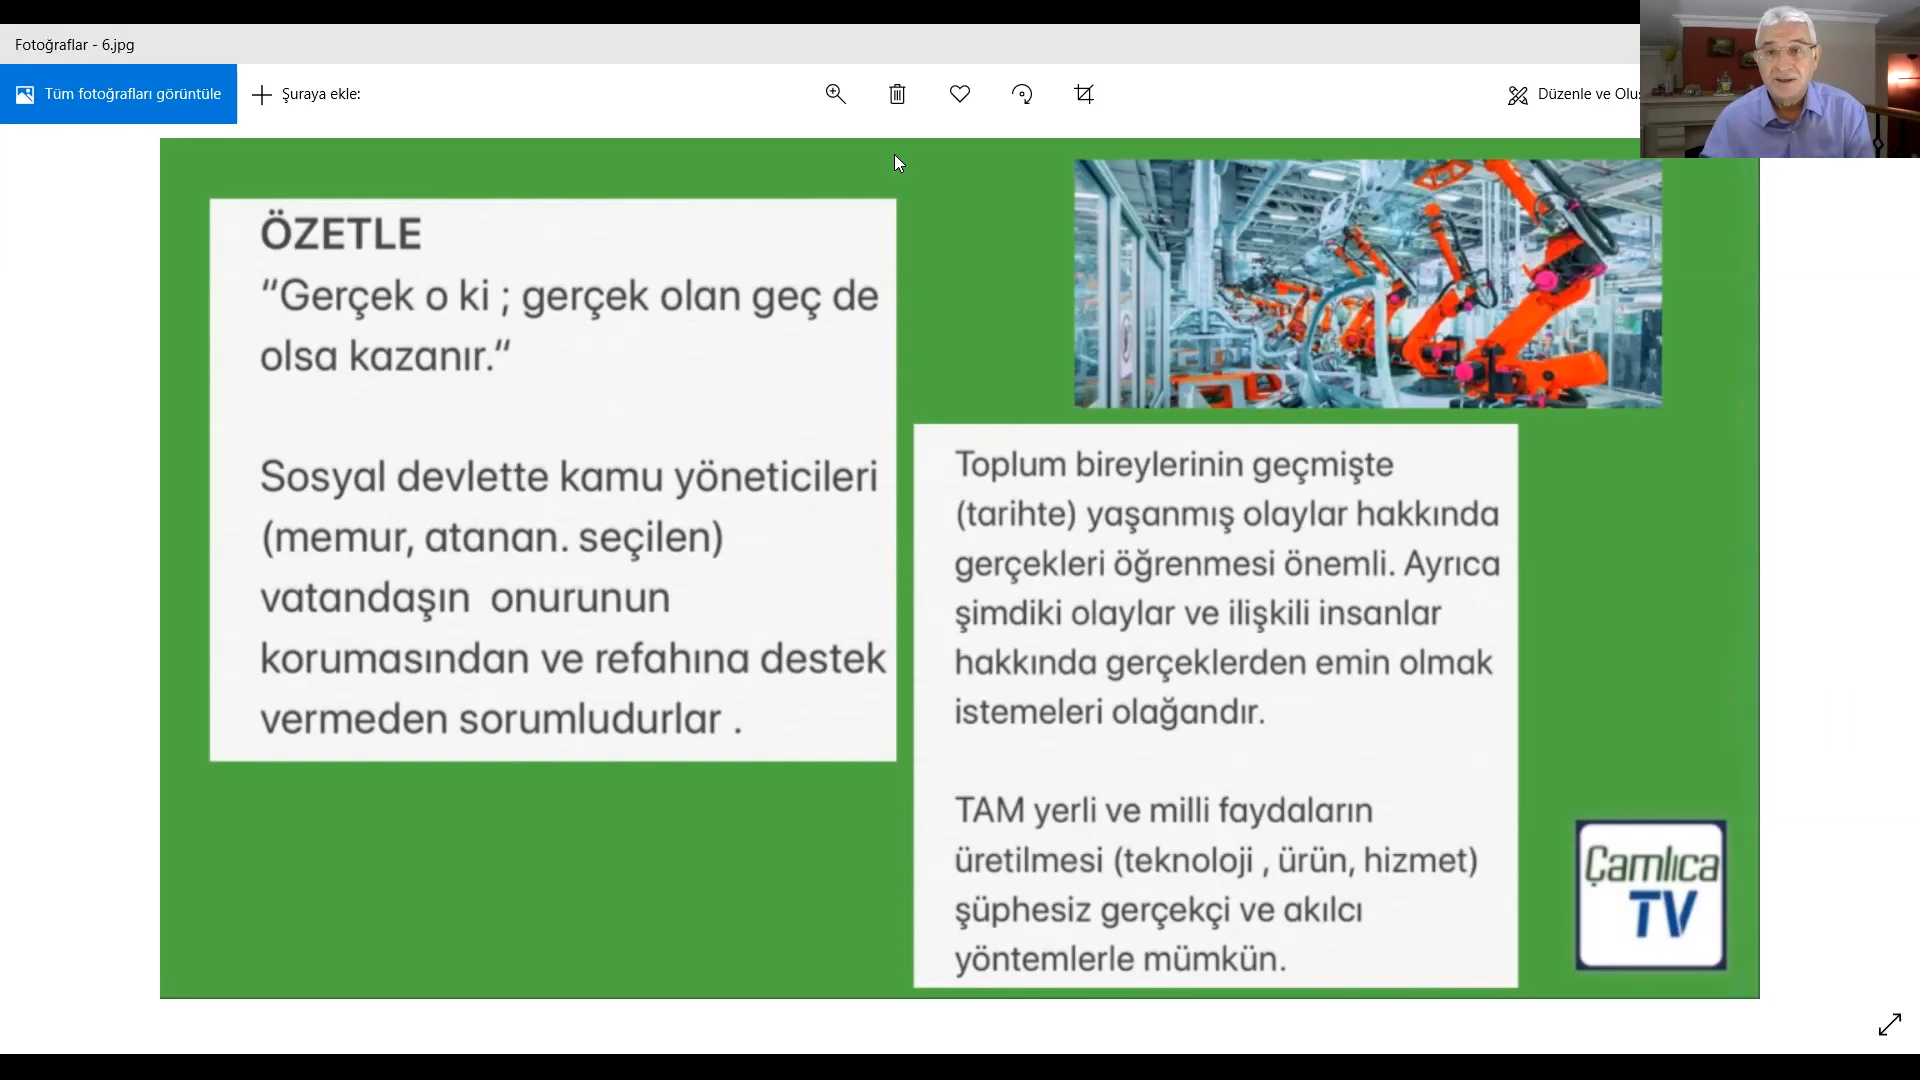 Fotoğraflar - 6.jpg
Tüm fotoğrafları görüntüle
Şuraya ekle:
Düzenle ve
ÖZETLE
“Gerçek o ki ; gerçek olan geç de
olsa kazanır.“
Sosyal devlette kamu yöneticileri
(memur, atanan. seçilen)
vatandaşın onurunun
korumasından ve refahına destek
vermeden sorumludurlar .
Toplum bireylerinin geçmişte
(tarihte) yaşanmış olaylar hakkında
gerçekleri öğrenmesi önemli. Ayrıca
şimdiki olaylar ve ilişkili insanlar
hakkında gerçeklerden emin olmak
istemeleri olağandır.
TAM yerli ve milli faydaların
üretilmesi (teknoloji , ürün, hizmet)
şüphesiz gerçekçi ve akılcı
yöntemlerle mümkün.
Çamlıca
TV